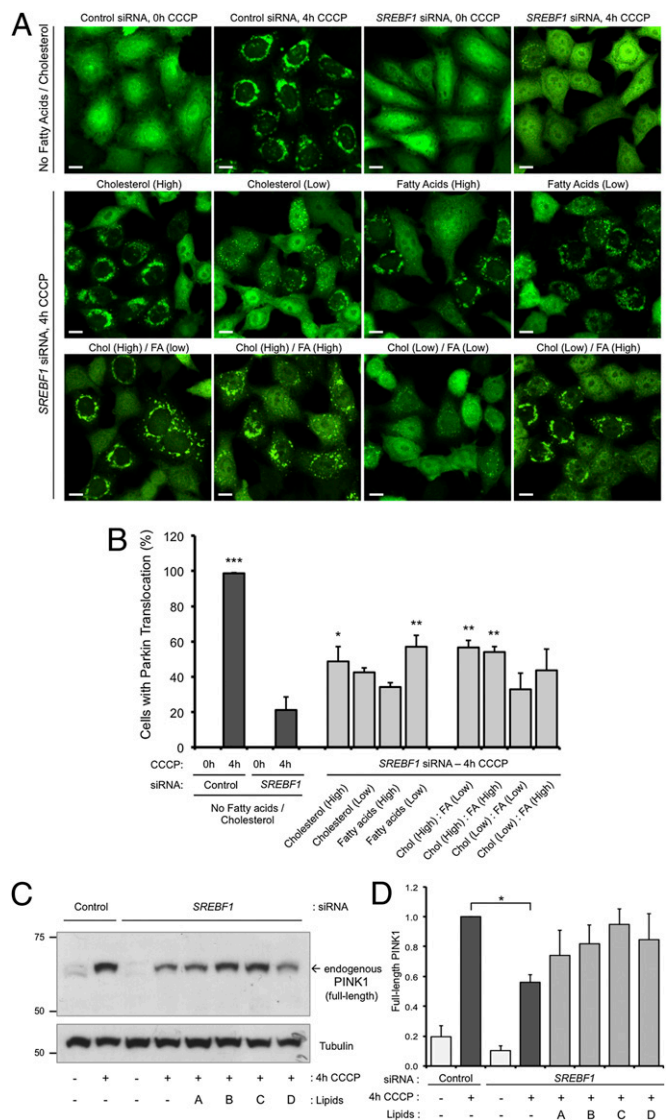 A
Control siRNA, 0h CCCP
Control siRNA, 4h CCCP
SREBF1 siRNA, 0h CCCP
SREBF1 siRNA, 4h CCCP
No Fatty Acids / Cholesterol
Cholesterol (High)
Cholesterol (Low)
Fatty Acids (High)
Fatty Acids (Low)
SREBF1 siRNA, 4h CCCP
Chol (High) / FA (low)
Chol (High) / FA (High)
Chol (Low) / FA (Low)
Chol (Low) / FA (High)
B
Cells with Parkin Translocation (%)
120
100
80
60
40
20
0
***
*
**
**
**
CCCP: 0h 4h 0h 4h
SREBF1 siRNA – 4h CCCP
siRNA: Control SREBF1
No Fatty acids / Cholesterol
Cholesterol (High)
Cholesterol (Low)
Fatty acids (High)
Fatty acids (Low)
Chol (High) : FA (Low)
Chol (High) : FA (High)
Chol (Low) : FA (Low)
Chol (Low) : FA (High)
C
Control SREBF1 : siRNA
75
50
← endogenous PINK1 (full-length)
50
Tubulin
- + - + + + + + : 4h CCCP
- - - - A B C D : Lipids
D
Full-length PINK1
1.2
1.0
0.8
0.6
0.4
0.2
0
*
siRNA : Control SREBF1
4h CCCP : - + - + + + + +
Lipids : - - - - A B C D